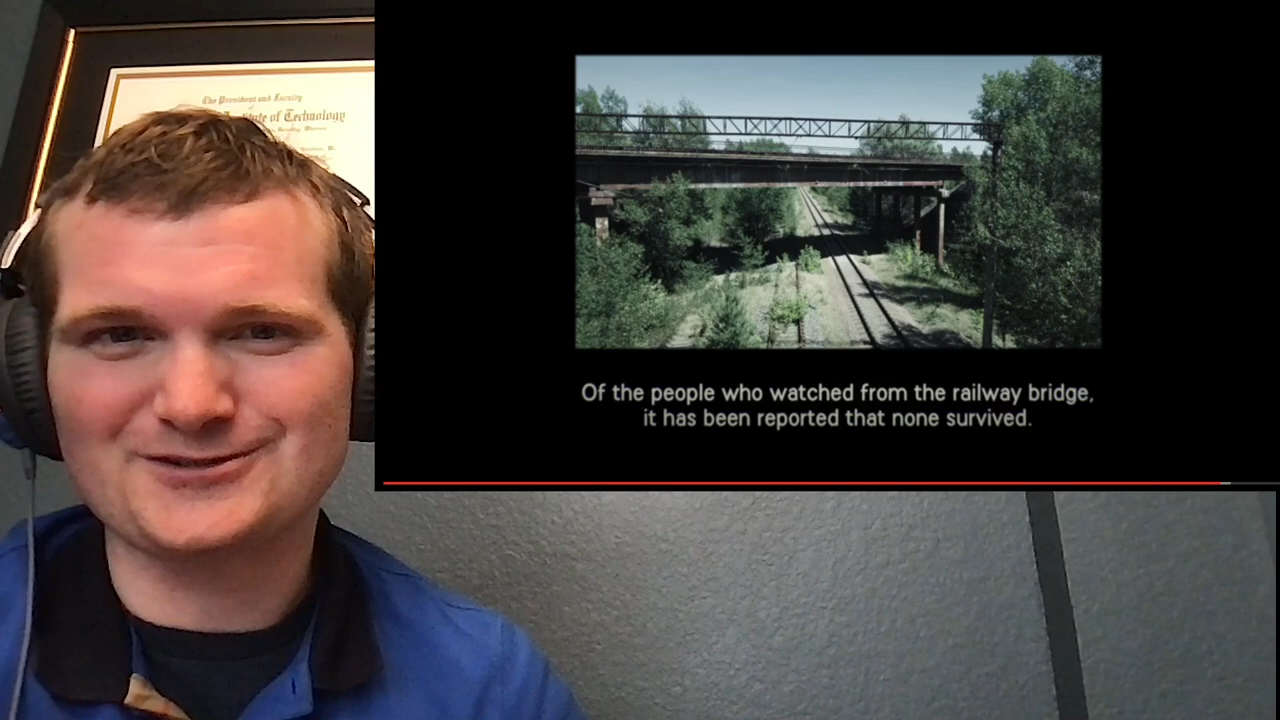 The President and Faculty
of
Institute of Technology
Of the people who watched from the railway bridge,
it has been reported that none survived.